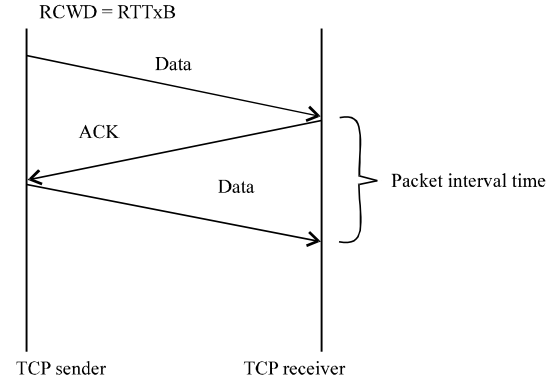 RCWD = RTTxB
Data
ACK
Data
Packet interval time
TCP sender
TCP receiver